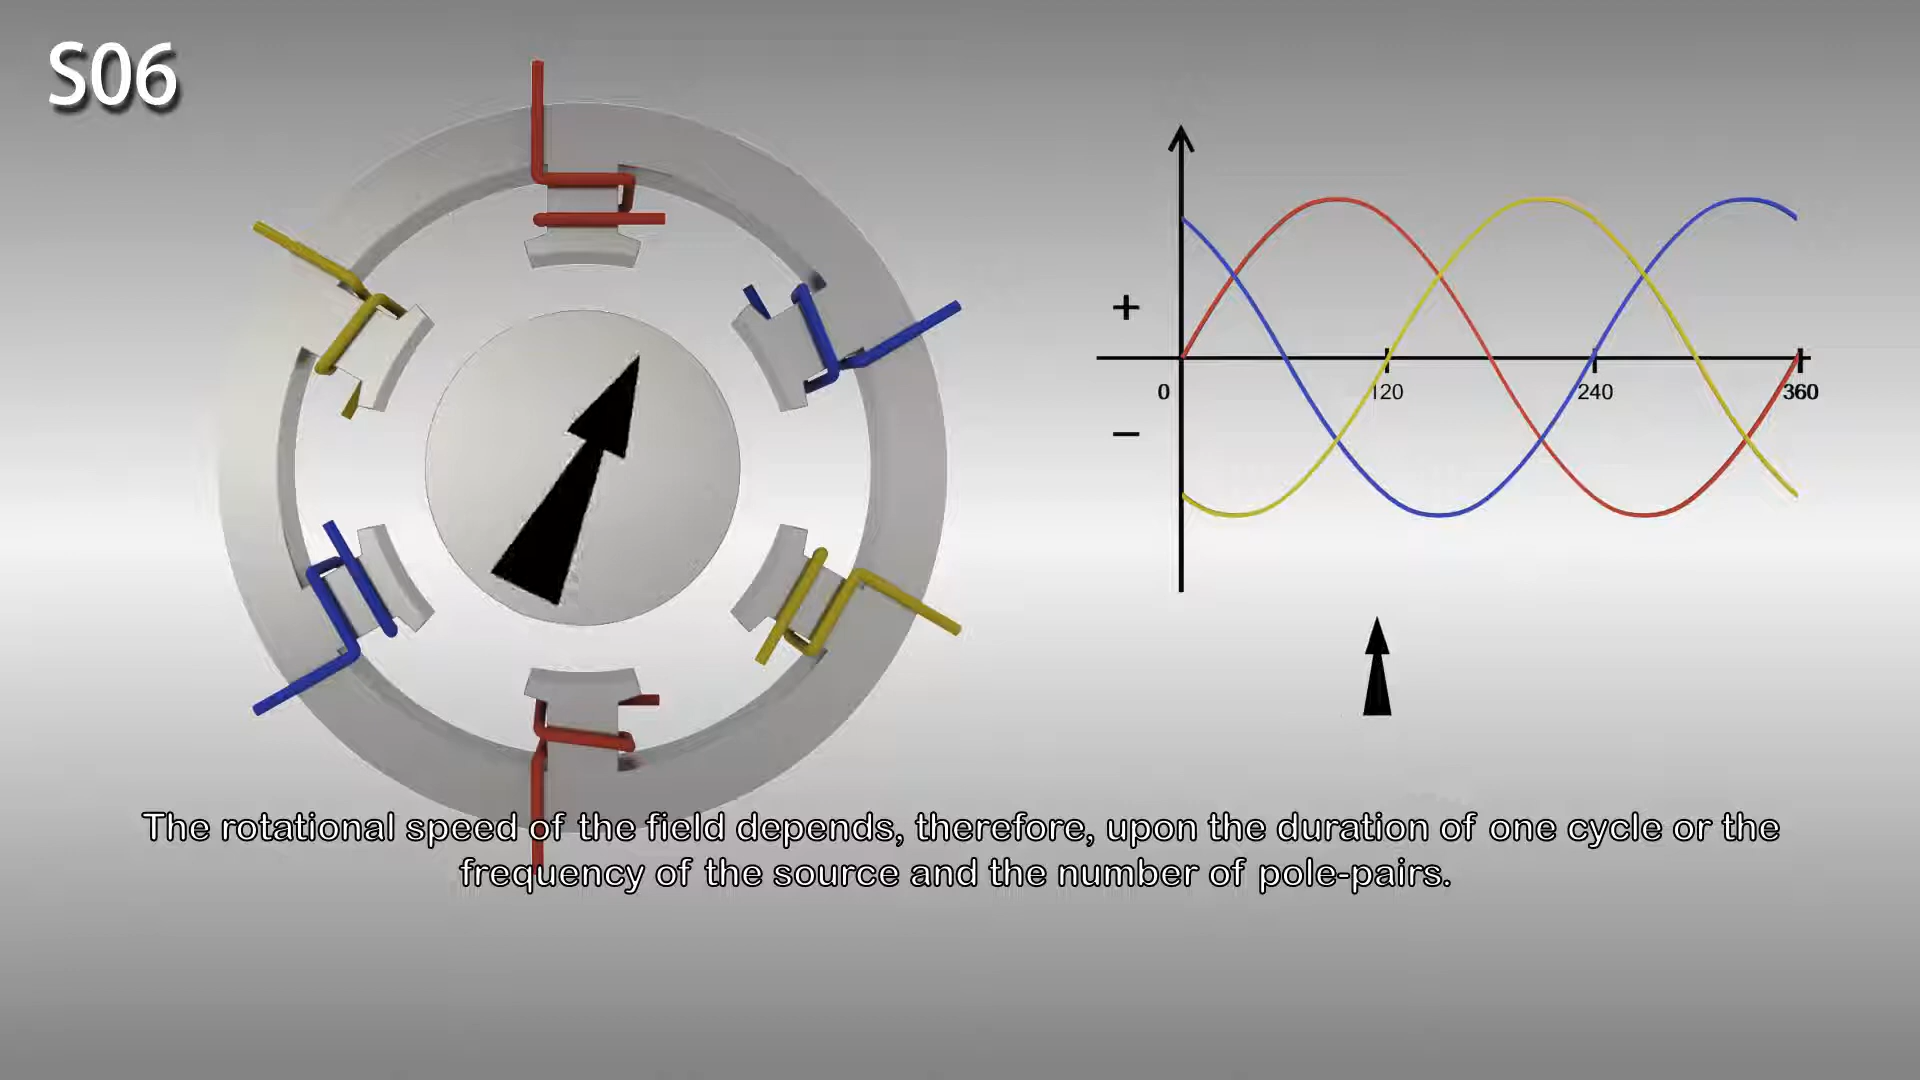 S06
+
−
0
120
240
360
The rotational speed of the field depends, therefore, upon the duration of one cycle or the
frequency of the source and the number of pole-pairs.